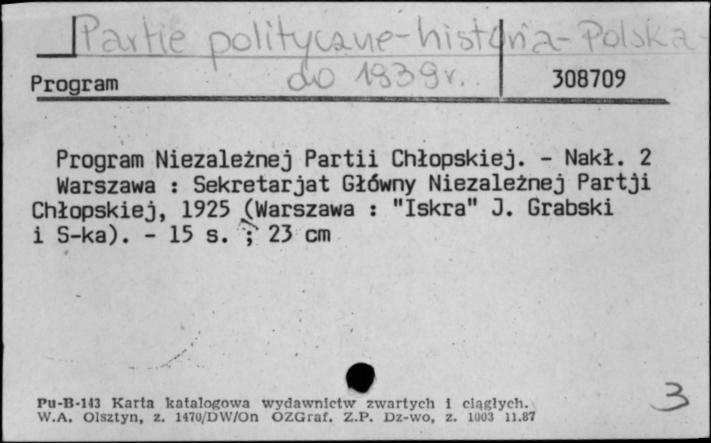 Partie polityczne - historia - Polska -
do 1939 r.
Program 308709
Program Niezależnej Partii Chłopskiej. - Nakł. 2
Warszawa : Sekretarjat Główny Niezależnej Partji
Chłopskiej, 1925 (Warszawa : "Iskra" J. Grabski
i S-ka). - 15 s. ; 23 cm
Pu-B-143 Karta katalogowa wydawnictw zwartych i ciągłych.
W.A. Olsztyn, z. 1470/DW/On OZGraf. Z.P. Dz-wo, z. 1003 11.87
3